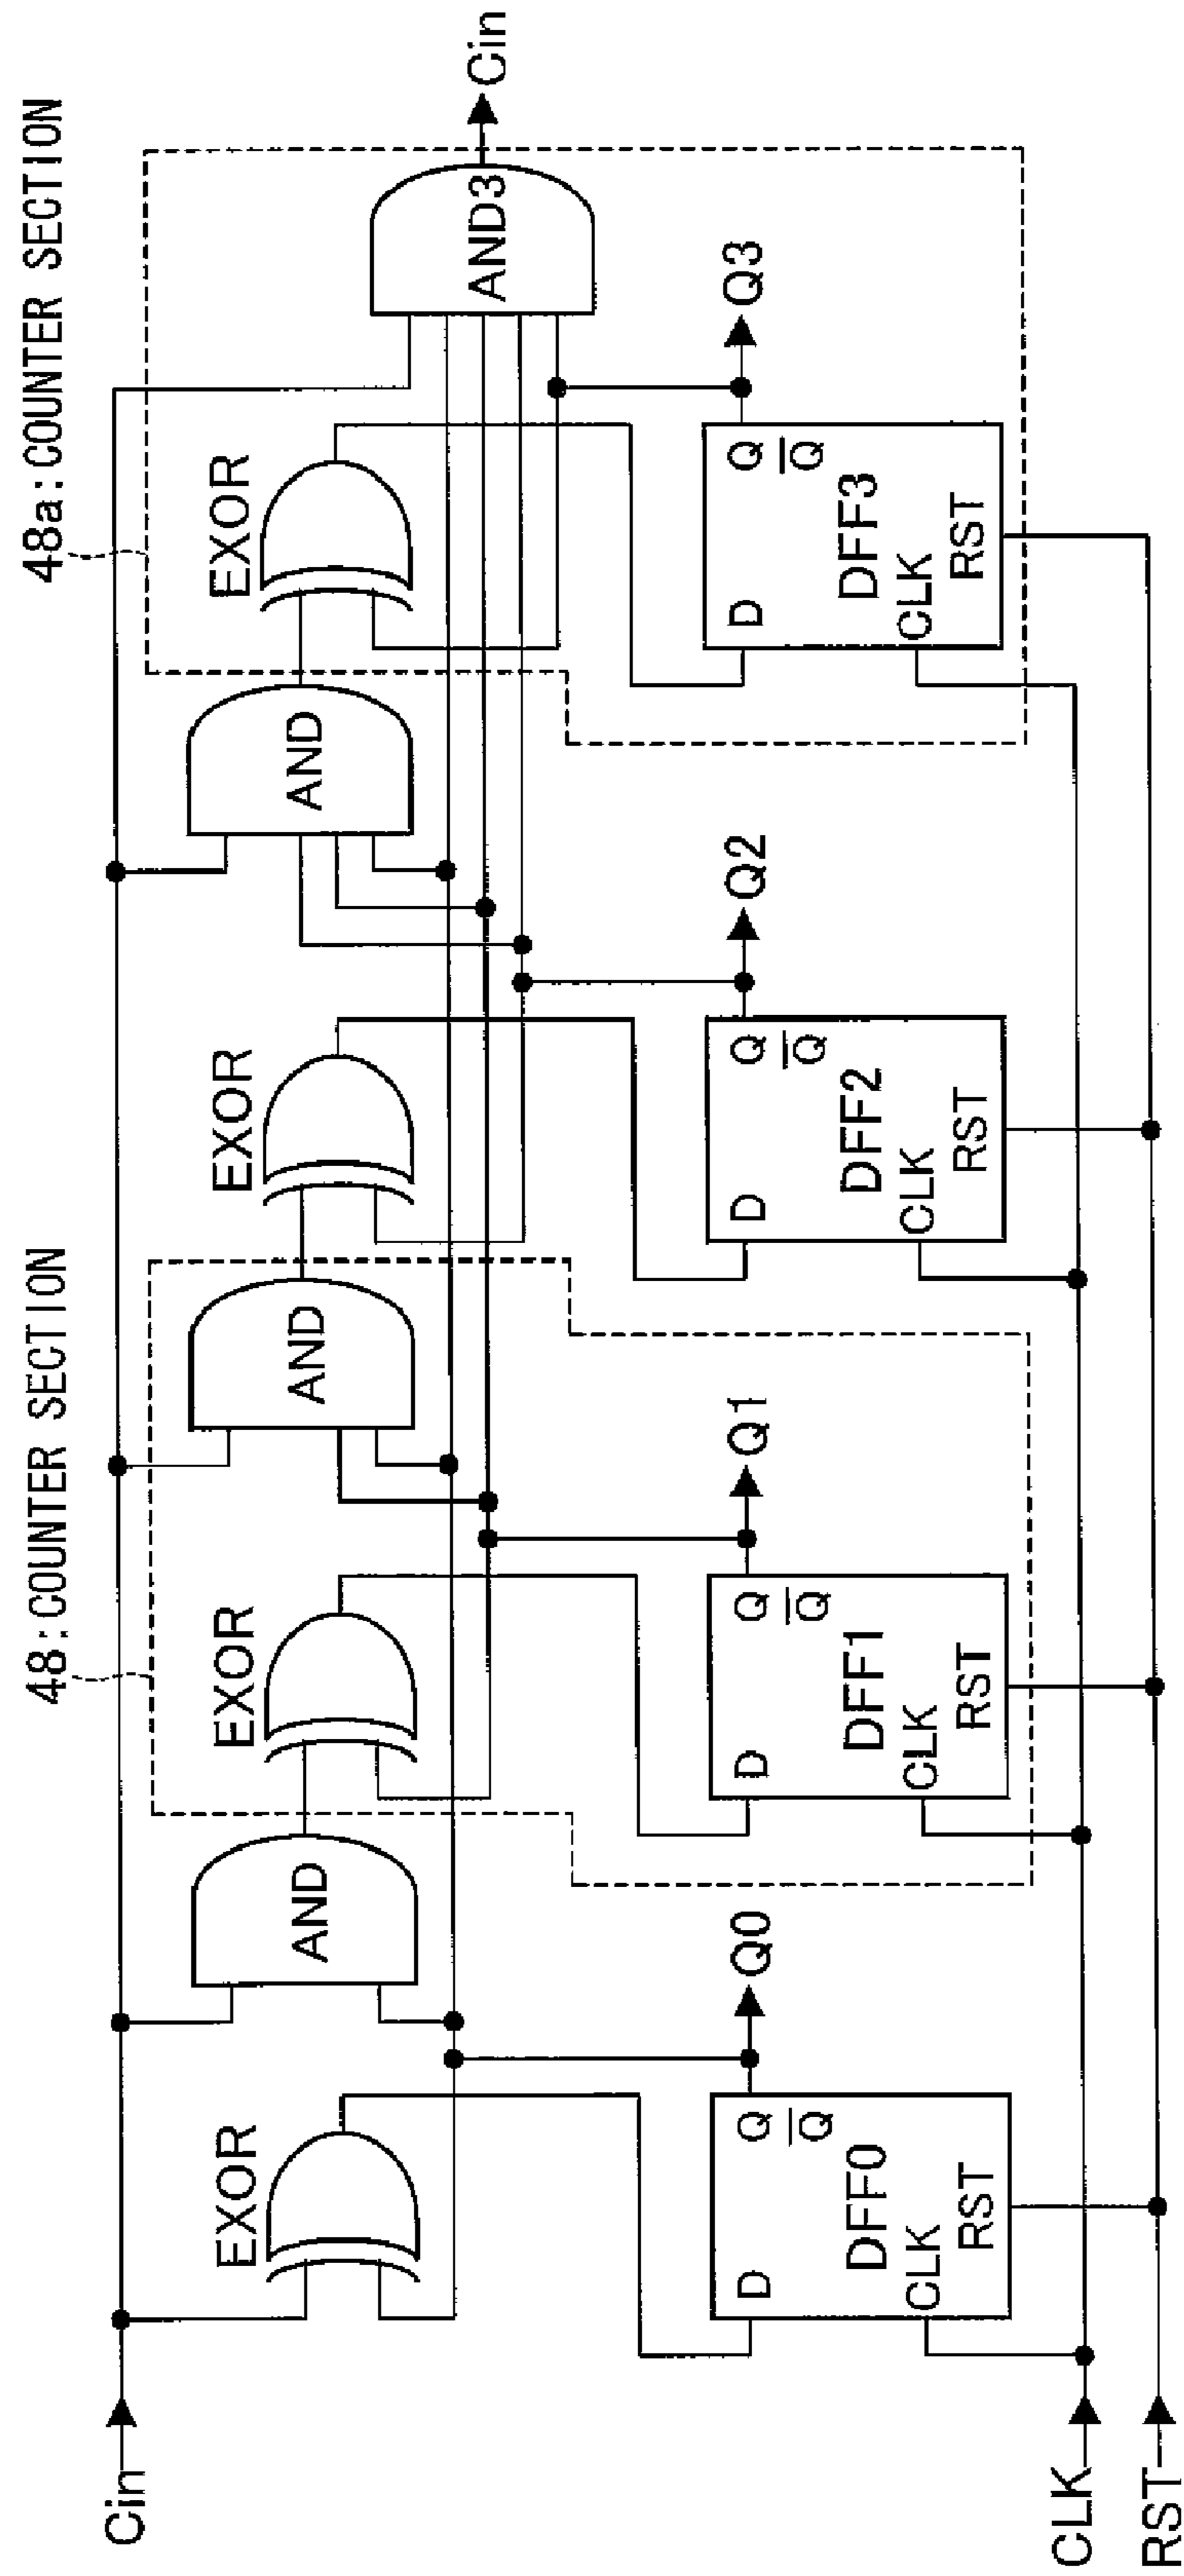 48:COUNTER SECTION
48a:COUNTER SECTION
Cin
EXOR
AND
EXOR
AND
EXOR
AND
EXOR
AND3
Cin
Q0
Q1
Q2
Q3
D
Q
Q̅
DFF0
CLK
RST
D
Q
Q̅
DFF1
CLK
RST
D
Q
Q̅
DFF2
CLK
RST
D
Q
Q̅
DFF3
CLK
RST
CLK
RST